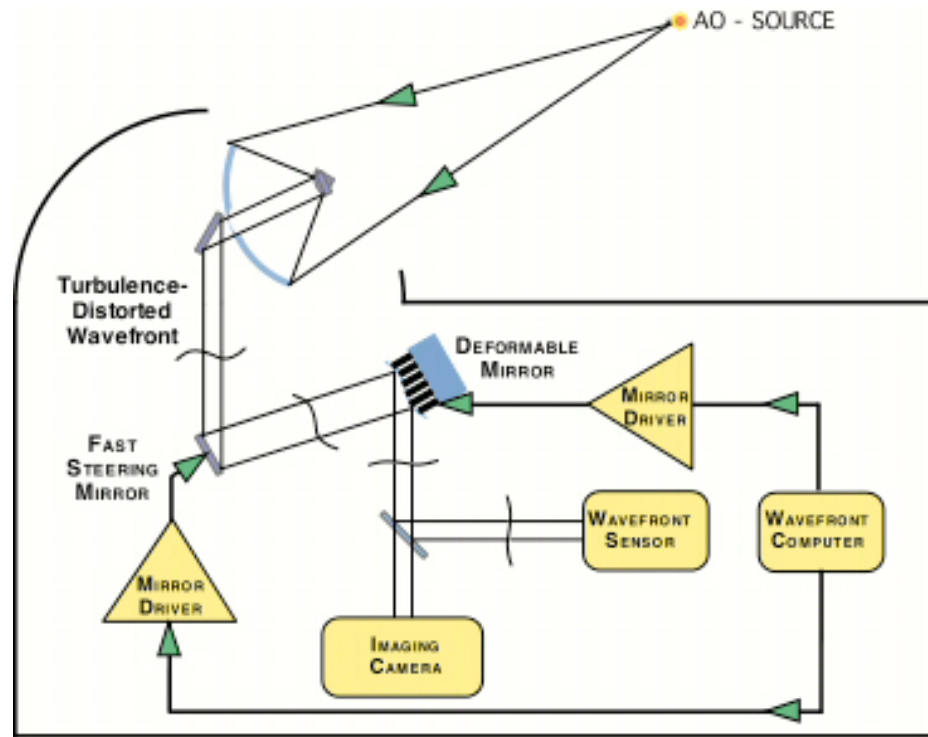 AO - SOURCE
Turbulence-
Distorted
Wavefront
DEFORMABLE
MIRROR
MIRROR
DRIVER
FAST
STEERING
MIRROR
WAVEFRONT
SENSOR
WAVEFRONT
COMPUTER
MIRROR
DRIVER
IMAGING
CAMERA